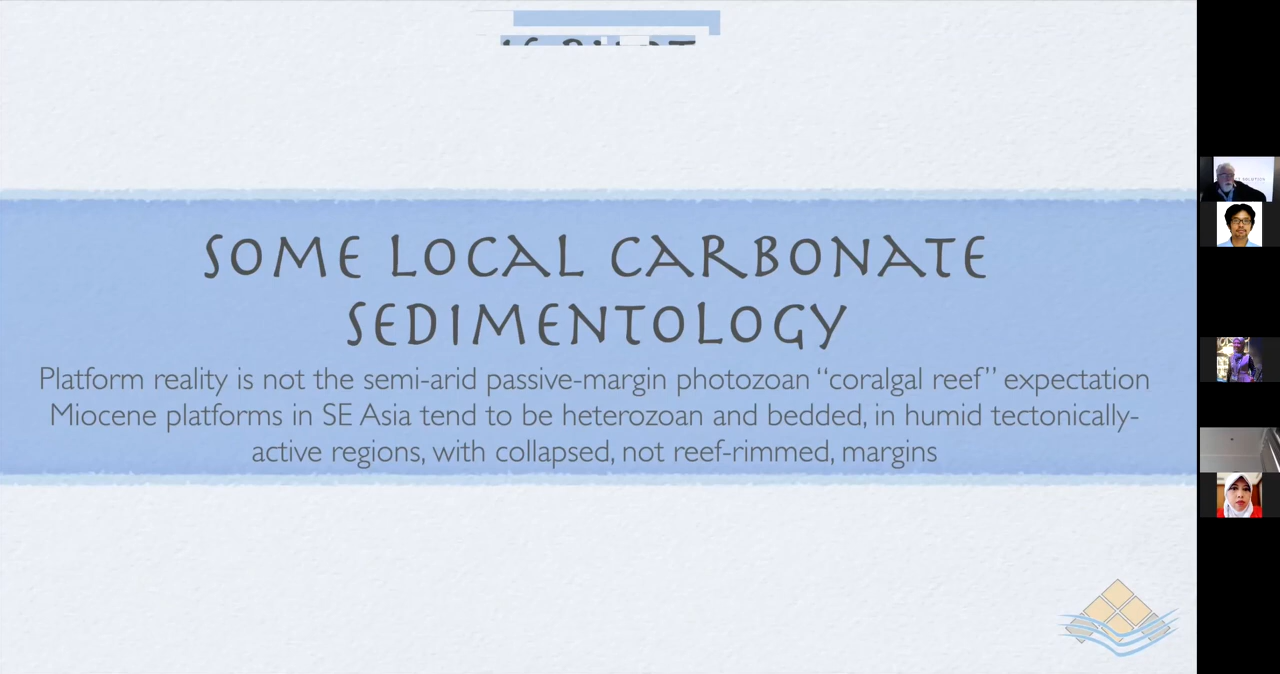 SOME LOCAL CARBONATE
SEDIMENTOLOGY
Platform reality is not the semi-arid passive-margin photozoan “coralgal reef” expectation
Miocene platforms in SE Asia tend to be heterozoan and bedded, in humid tectonically-
active regions, with collapsed, not reef-rimmed, margins